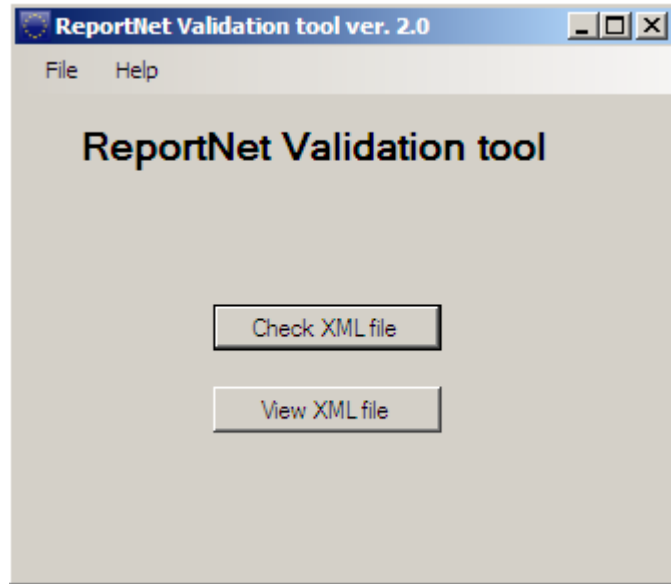 ReportNet Validation tool ver. 2.0
File Help
ReportNet Validation tool
Check XML file
View XML file